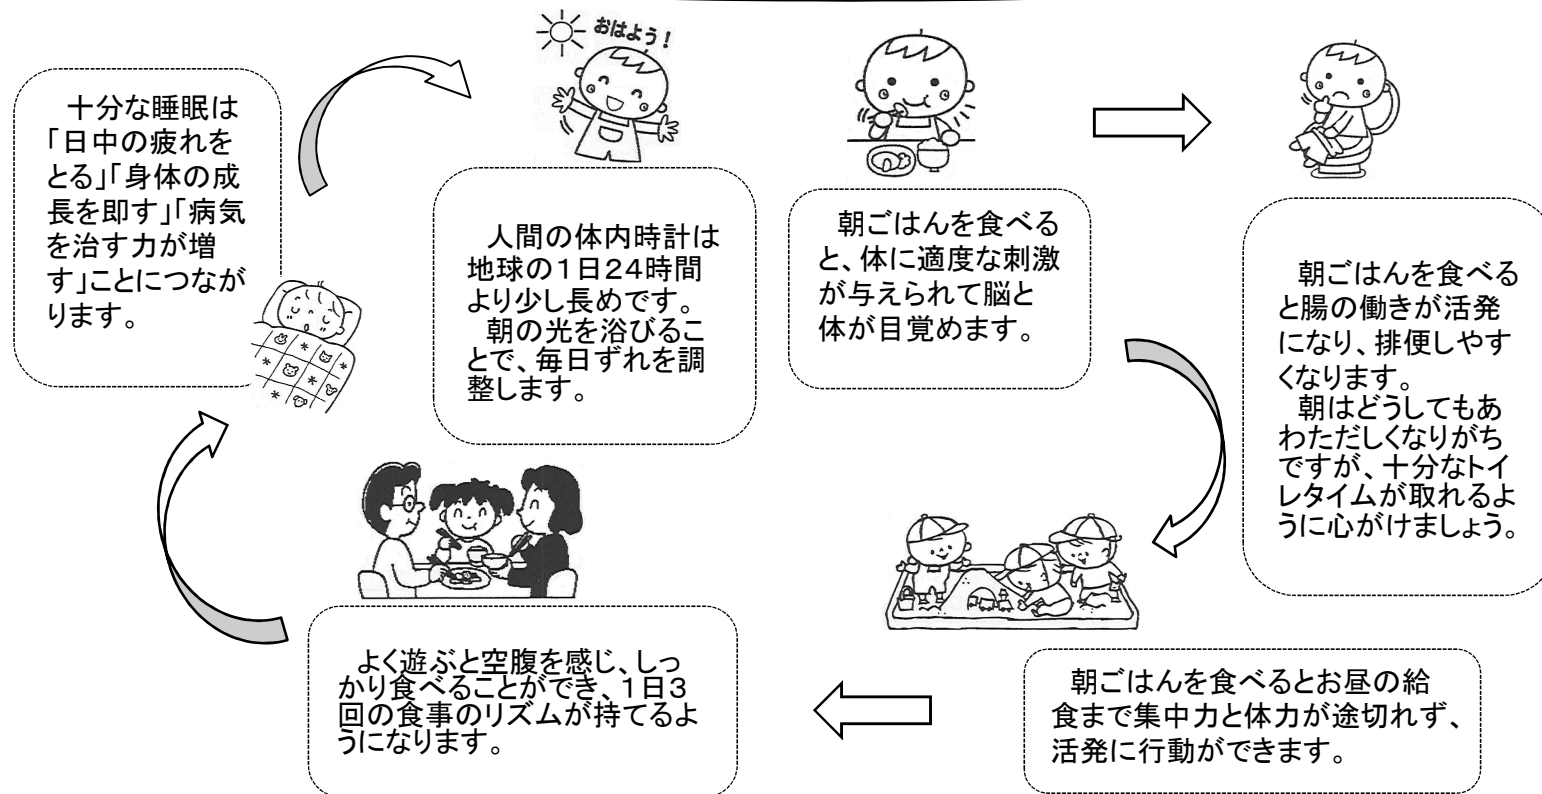 おはよう！
十分な睡眠は
「日中の疲れを
とる」「身体の成
長を即す」「病気
を治す力が増
す」ことにつなが
ります。
人間の体内時計は
地球の１日２４時間
より少し長めです。
朝の光を浴びるこ
とで、毎日ずれを調
整します。
朝ごはんを食べる
と、体に適度な刺激
が与えられて脳と
体が目覚めます。
朝ごはんを食べる
と腸の働きが活発
になり、排便しやす
くなります。
朝はどうしてもあ
わただしくなりがち
ですが、十分なトイ
レタイムが取れるよ
うに心がけましょう。
朝ごはんを食べるとお昼の給
食まで集中力と体力が途切れず、
活発に行動ができます。
よく遊ぶと空腹を感じ、しっ
かり食べることができ、１日３
回の食事のリズムが持てるよ
うになります。